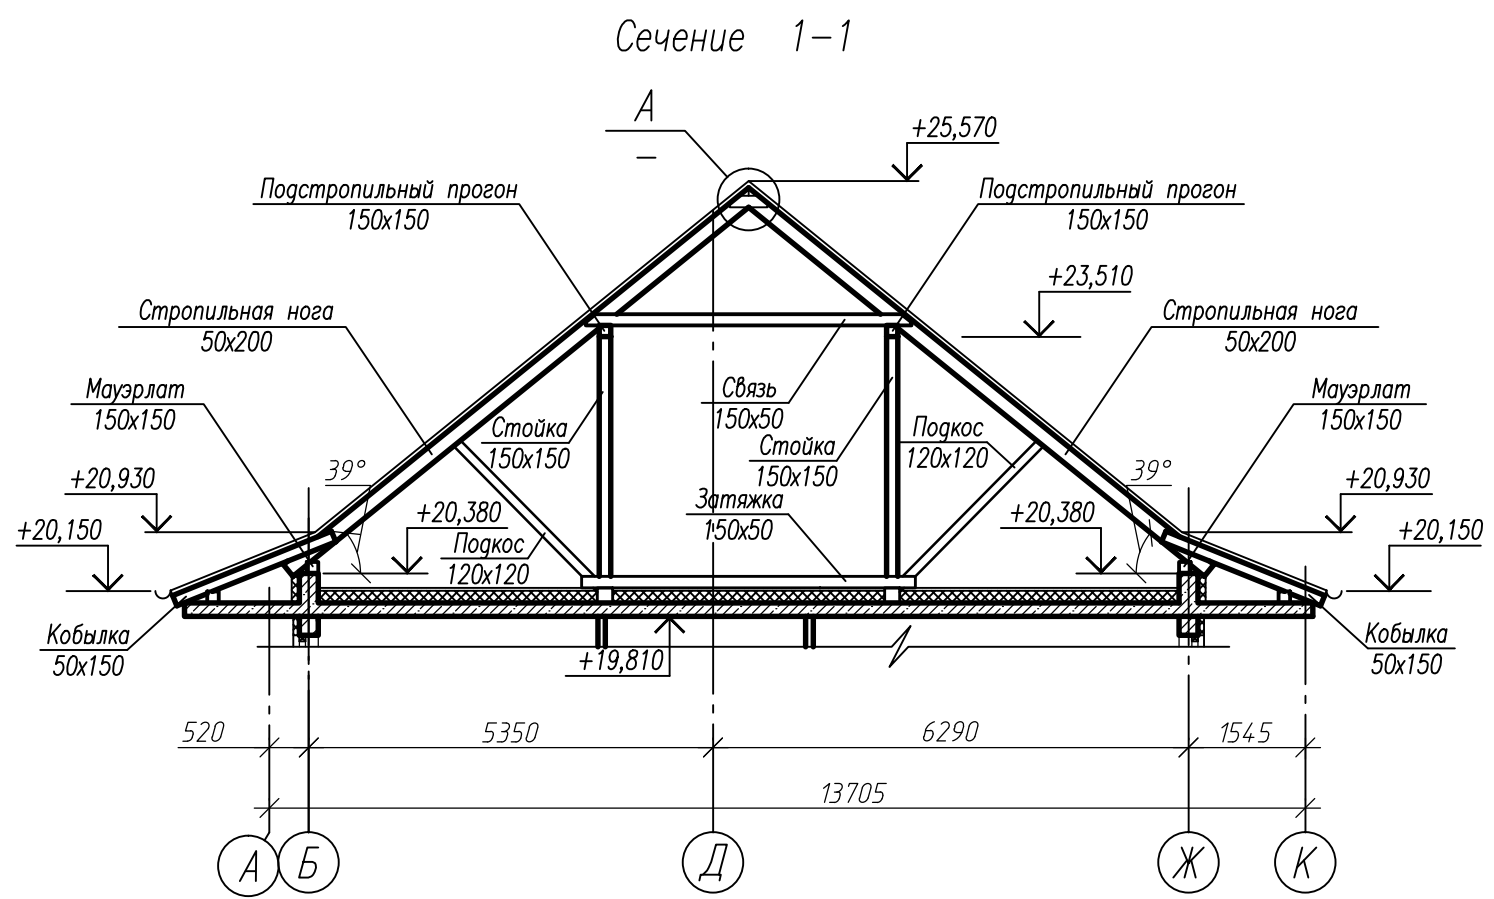 Сечение 1-1
А
–
+25,570
Подстропильный прогон
150х150
Подстропильный прогон
150х150
+23,510
Стропильная нога
50х200
Стропильная нога
50х200
Мауэрлат
150х150
Связь
150х50
Мауэрлат
150х150
Стойка
150х150
Стойка
150х150
Подкос
120х120
39°
39°
+20,930
+20,930
Затяжка
150х50
+20,380
+20,380
+20,150
+20,150
Подкос
120х120
Кобылка
50х150
Кобылка
50х150
+19,810
520
5350
6290
1545
13705
А
Б
Д
Ж
К